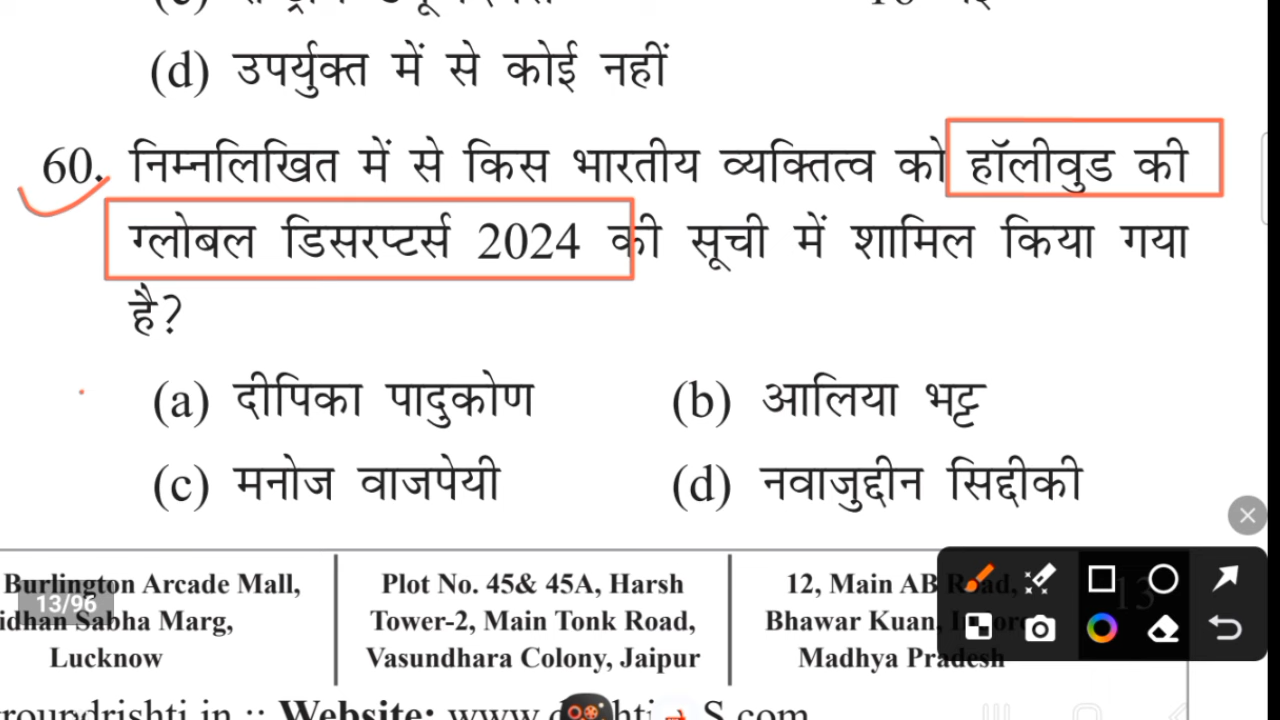 (d) उपर्युक्त में से कोई नहीं
60. निम्नलिखित में से किस भारतीय व्यक्तित्व को हॉलीवुड की
ग्लोबल डिसरप्टर्स 2024 की सूची में शामिल किया गया
है?
(a) दीपिका पादुकोण (b) आलिया भट्ट
(c) मनोज वाजपेयी (d) नवाजुद्दीन सिद्दीकी
Burlington Arcade Mall, Plot No. 45& 45A, Harsh 12, Main AB Road, 13
13/96
Sabha Marg, Tower-2, Main Tonk Road, Bhawar Kuan,
Lucknow Vasundhara Colony, Jaipur Madhya Pradesh
Website: